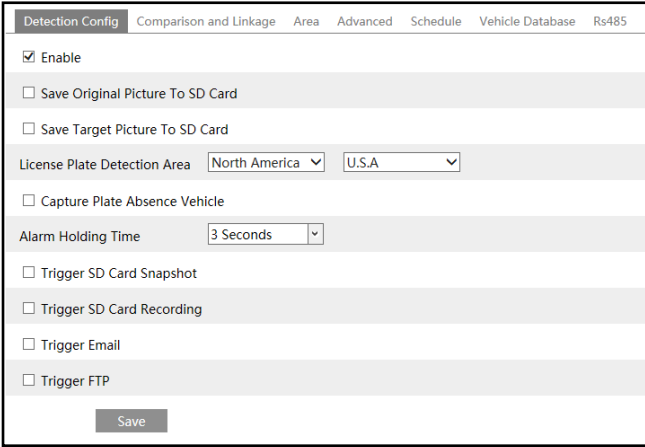 Detection Config Comparison and Linkage Area Advanced Schedule Vehicle Database Rs485
Enable
Save Original Picture To SD Card
Save Target Picture To SD Card
License Plate Detection Area North America U.S.A
Capture Plate Absence Vehicle
Alarm Holding Time 3 Seconds
Trigger SD Card Snapshot
Trigger SD Card Recording
Trigger Email
Trigger FTP
Save